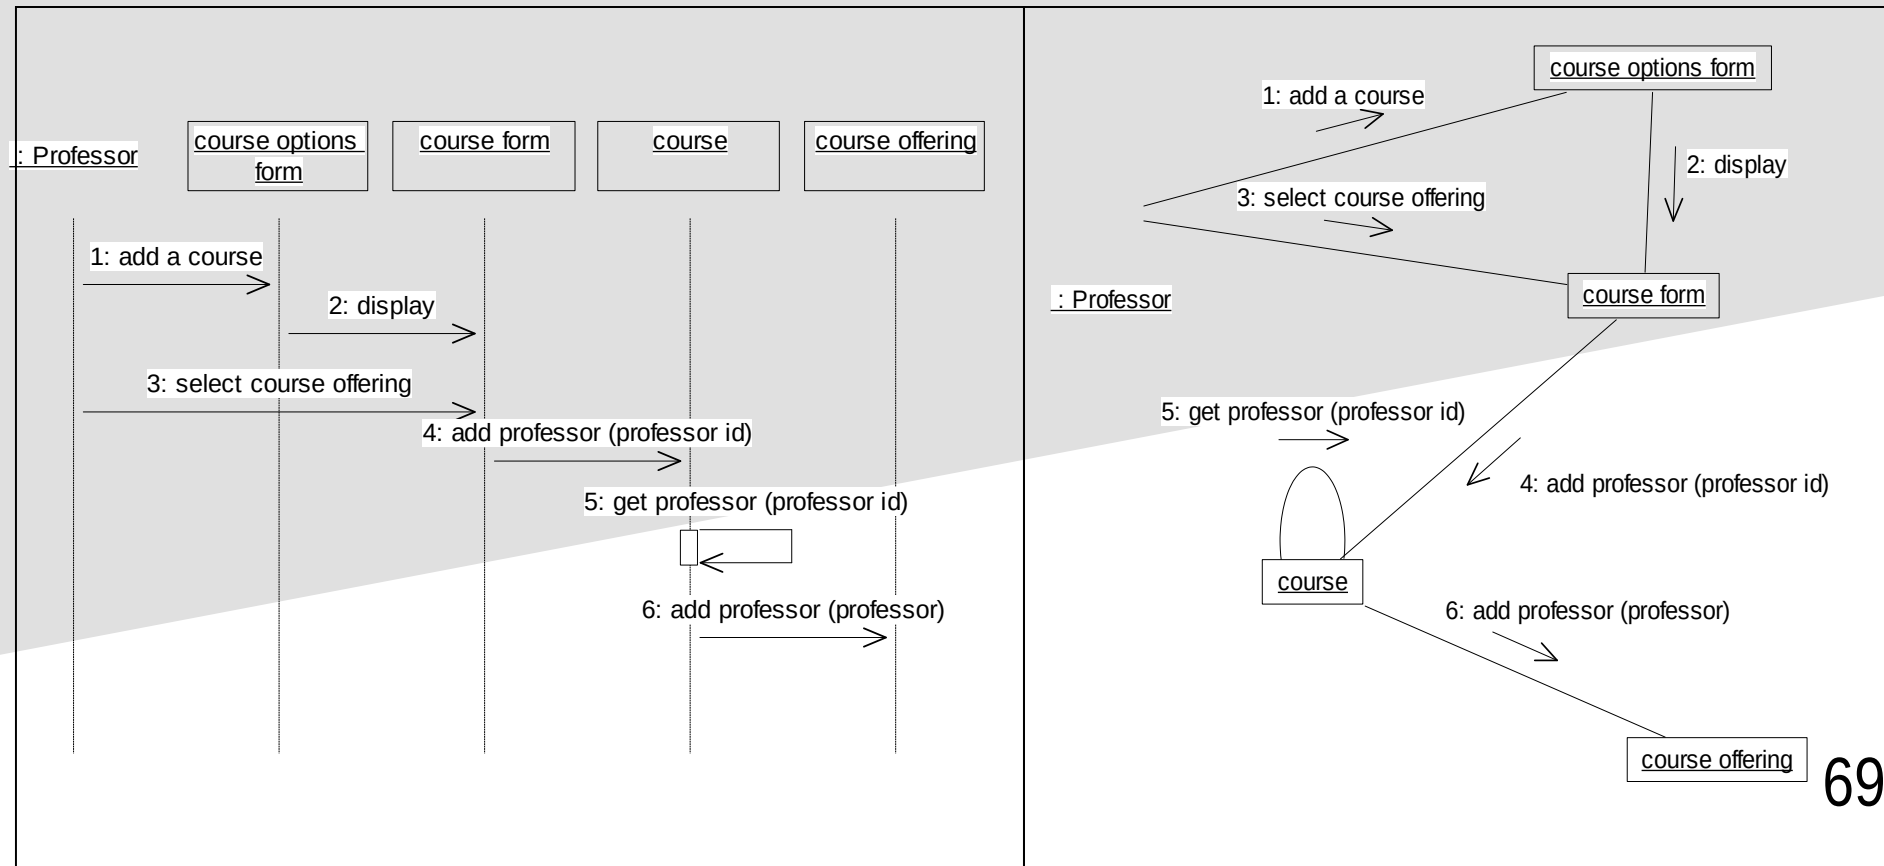 : Professor
course options
form
course form
course
course offering
1: add a course
2: display
3: select course offering
4: add professor (professor id)
5: get professor (professor id)
6: add professor (professor)
course options form
1: add a course
2: display
3: select course offering
: Professor
course form
5: get professor (professor id)
4: add professor (professor id)
course
6: add professor (professor)
course offering
69